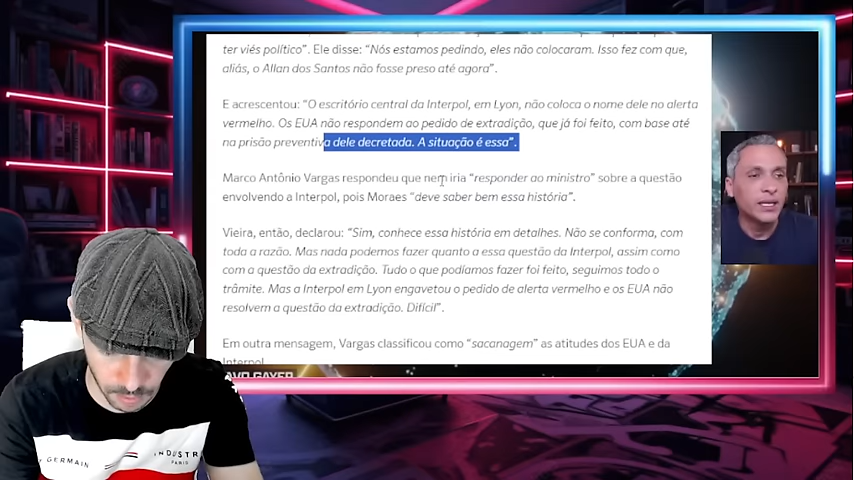 ter viés político”. Ele disse: “Nós estamos pedindo, eles não colocaram. Isso fez com que,
aliás, o Allan dos Santos não fosse preso até agora”.
E acrescentou: “O escritório central da Interpol, em Lyon, não coloca o nome dele no alerta
vermelho. Os EUA não respondem ao pedido de extradição, que já foi feito, com base até
na prisão preventiva dele decretada. A situação é essa”.
Marco Antônio Vargas respondeu que nem iria “responder ao ministro” sobre a questão
envolvendo a Interpol, pois Moraes “deve saber bem essa história”.
Vieira, então, declarou: “Sim, conhece essa história em detalhes. Não se conforma, com
toda a razão. Mas nada podemos fazer quanto a essa questão da Interpol, assim como
com a questão da extradição. Tudo o que podíamos fazer foi feito, seguimos todo o
trâmite. Mas a Interpol em Lyon engavetou o pedido de alerta vermelho e os EUA não
resolvem a questão da extradição. Difícil”.
Em outra mensagem, Vargas classificou como “sacanagem” as atitudes dos EUA e da
Interpol
AVO GAYER
GERMAIN
INDUSTR
PARIS